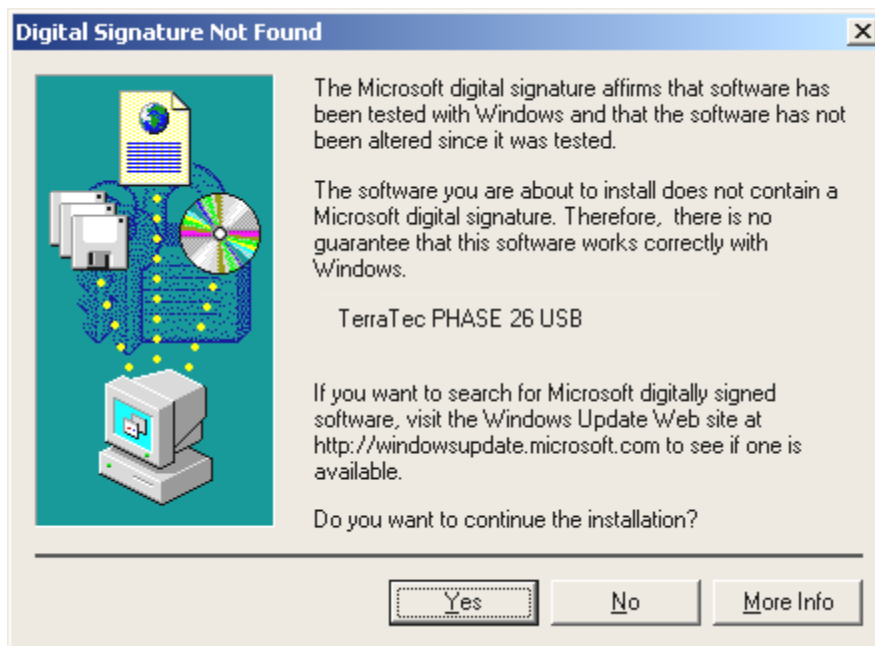 Digital Signature Not Found
The Microsoft digital signature affirms that software has
been tested with Windows and that the software has not
been altered since it was tested.
The software you are about to install does not contain a
Microsoft digital signature. Therefore,  there is no
guarantee that this software works correctly with
Windows.
TerraTec PHASE 26 USB
If you want to search for Microsoft digitally signed
software, visit the Windows Update Web site at
http://windowsupdate.microsoft.com to see if one is
available.
Do you want to continue the installation?
Yes No More Info